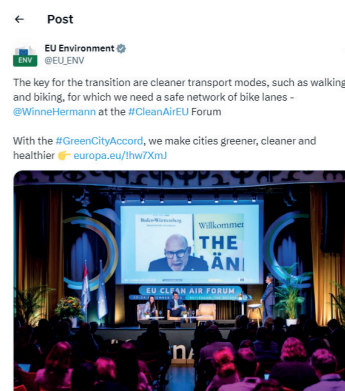 ← Post
EU Environment
ENV
@EU_ENV
The key for the transition are cleaner transport modes, such as walking
and biking, for which we need a safe network of bike lanes -
@WinneHermann at the #CleanAirEU Forum
With the #GreenCityAccord, we make cities greener, cleaner and
healthier 👉 europa.eu/!hw7XmJ
Baden-Württemberg
Willkommen
THE
LÄN
EU CLEAN AIR FORUM